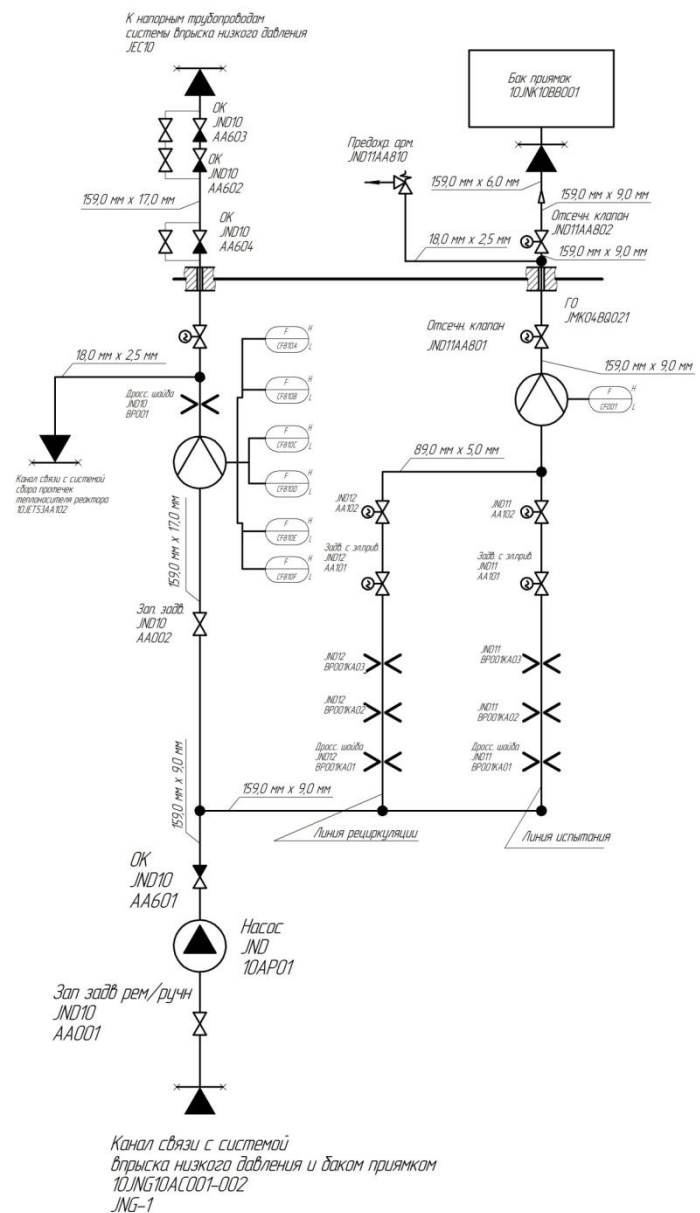 К напорным трубопроводам
системы впрыска низкого давления
JEC10
Бак приямок
10JNK10BB001
ОК
JND10
AA603
ОК
JND10
AA602
159,0 мм x 17,0 мм
ОК
JND10
AA604
Предохр. арм.
JND11AA810
159,0 мм x 6,0 мм
159,0 мм x 9,0 мм
Отсечн. клапан
JND11AA802
18,0 мм x 2,5 мм
159,0 мм x 9,0 мм
ГО
JMK04BQ021
Отсечн. клапан
JND11AA801
18,0 мм x 2,5 мм
159,0 мм x 9,0 мм
Дросс. шайба
JND10
BP001
F
H
CF810A
L
F
H
CF810B
L
F
H
CF810C
L
F
H
CF810D
L
F
H
CF810E
L
F
H
CF810F
L
F
H
CF001
L
Канал связи с системой
сбора протечек
теплоносителя реактора
10JET53AA102
89,0 мм x 5,0 мм
JND12
AA102
JND11
AA102
159,0 мм x 17,0 мм
Задв. с эл.прив.
JND12
AA101
Задв. с эл.прив.
JND11
AA101
Зап. задв.
JND10
AA002
JND12
BP001KA03
JND11
BP001KA03
JND12
BP001KA02
JND11
BP001KA02
Дросс. шайба
JND12
BP001KA01
Дросс. шайба
JND11
BP001KA01
159,0 мм x 9,0 мм
159,0 мм x 9,0 мм
Линия рециркуляции
Линия испытания
ОК
JND10
AA601
Насос
JND
10AP01
Зап задв рем/ручн
JND10
AA001
Канал связи с системой
впрыска низкого давления и баком приямком
10JNG10AC001-002
JNG-1